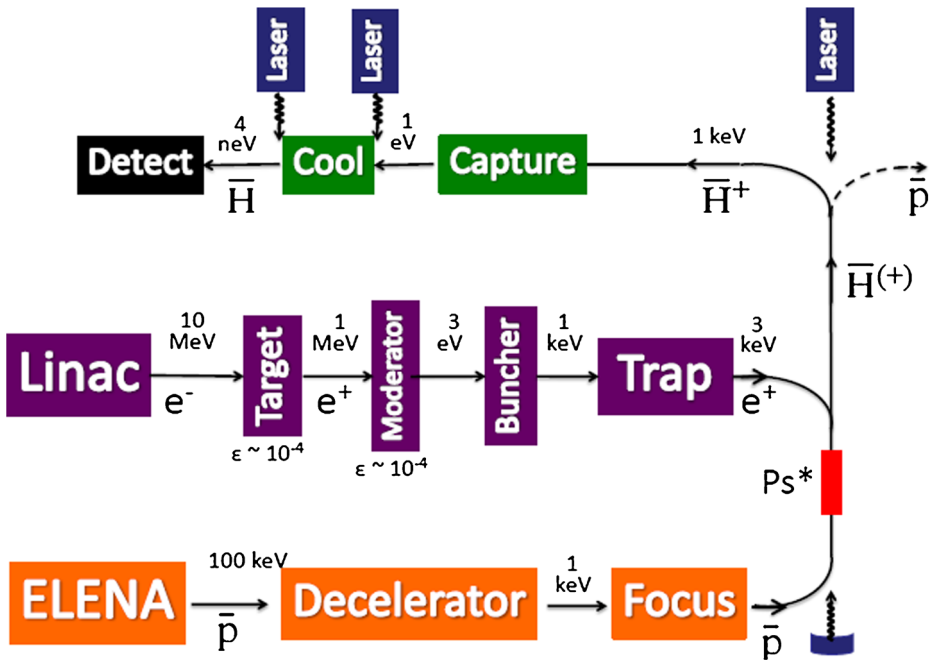 Laser
Laser
Laser
4
neV
1
eV
1 keV
Detect
Cool
Capture
H̅
H̅⁺
p̅
H̅⁽⁺⁾
10
MeV
1
MeV
3
eV
1
keV
3
keV
Linac
Target
Moderator
Buncher
Trap
e⁻
e⁺
e⁺
ε ~ 10⁻⁴
ε ~ 10⁻⁴
Ps*
100 keV
1
keV
ELENA
Decelerator
Focus
p̅
p̅